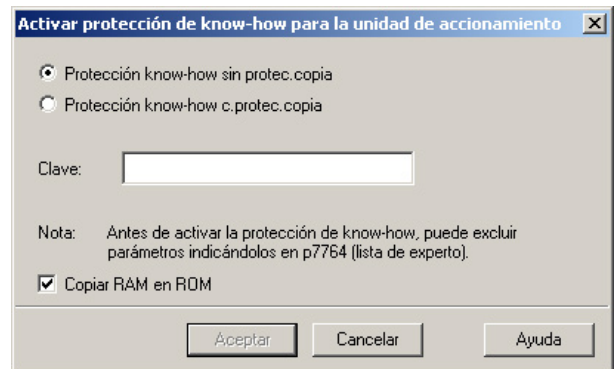 Activar protección de know-how para la unidad de accionamiento
Protección know-how sin protec.copia
Protección know-how c.protec.copia
Clave:
Nota: Antes de activar la protección de know-how, puede excluir
parámetros indicándolos en p7764 (lista de experto).
Copiar RAM en ROM
Aceptar Cancelar Ayuda